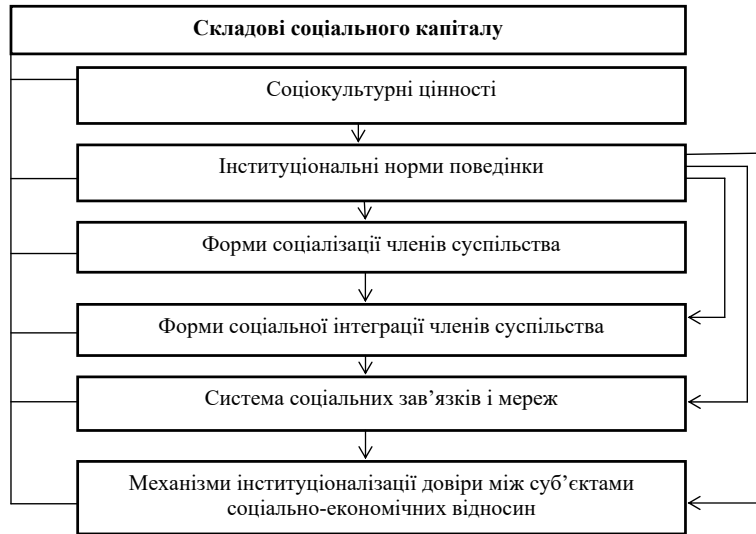 Складові соціального капіталу
Соціокультурні цінності
Інституціональні норми поведінки
Форми соціалізації членів суспільства
Форми соціальної інтеграції членів суспільства
Система соціальних зав’язків і мереж
Механізми інституціоналізації довіри між суб’єктами
соціально-економічних відносин